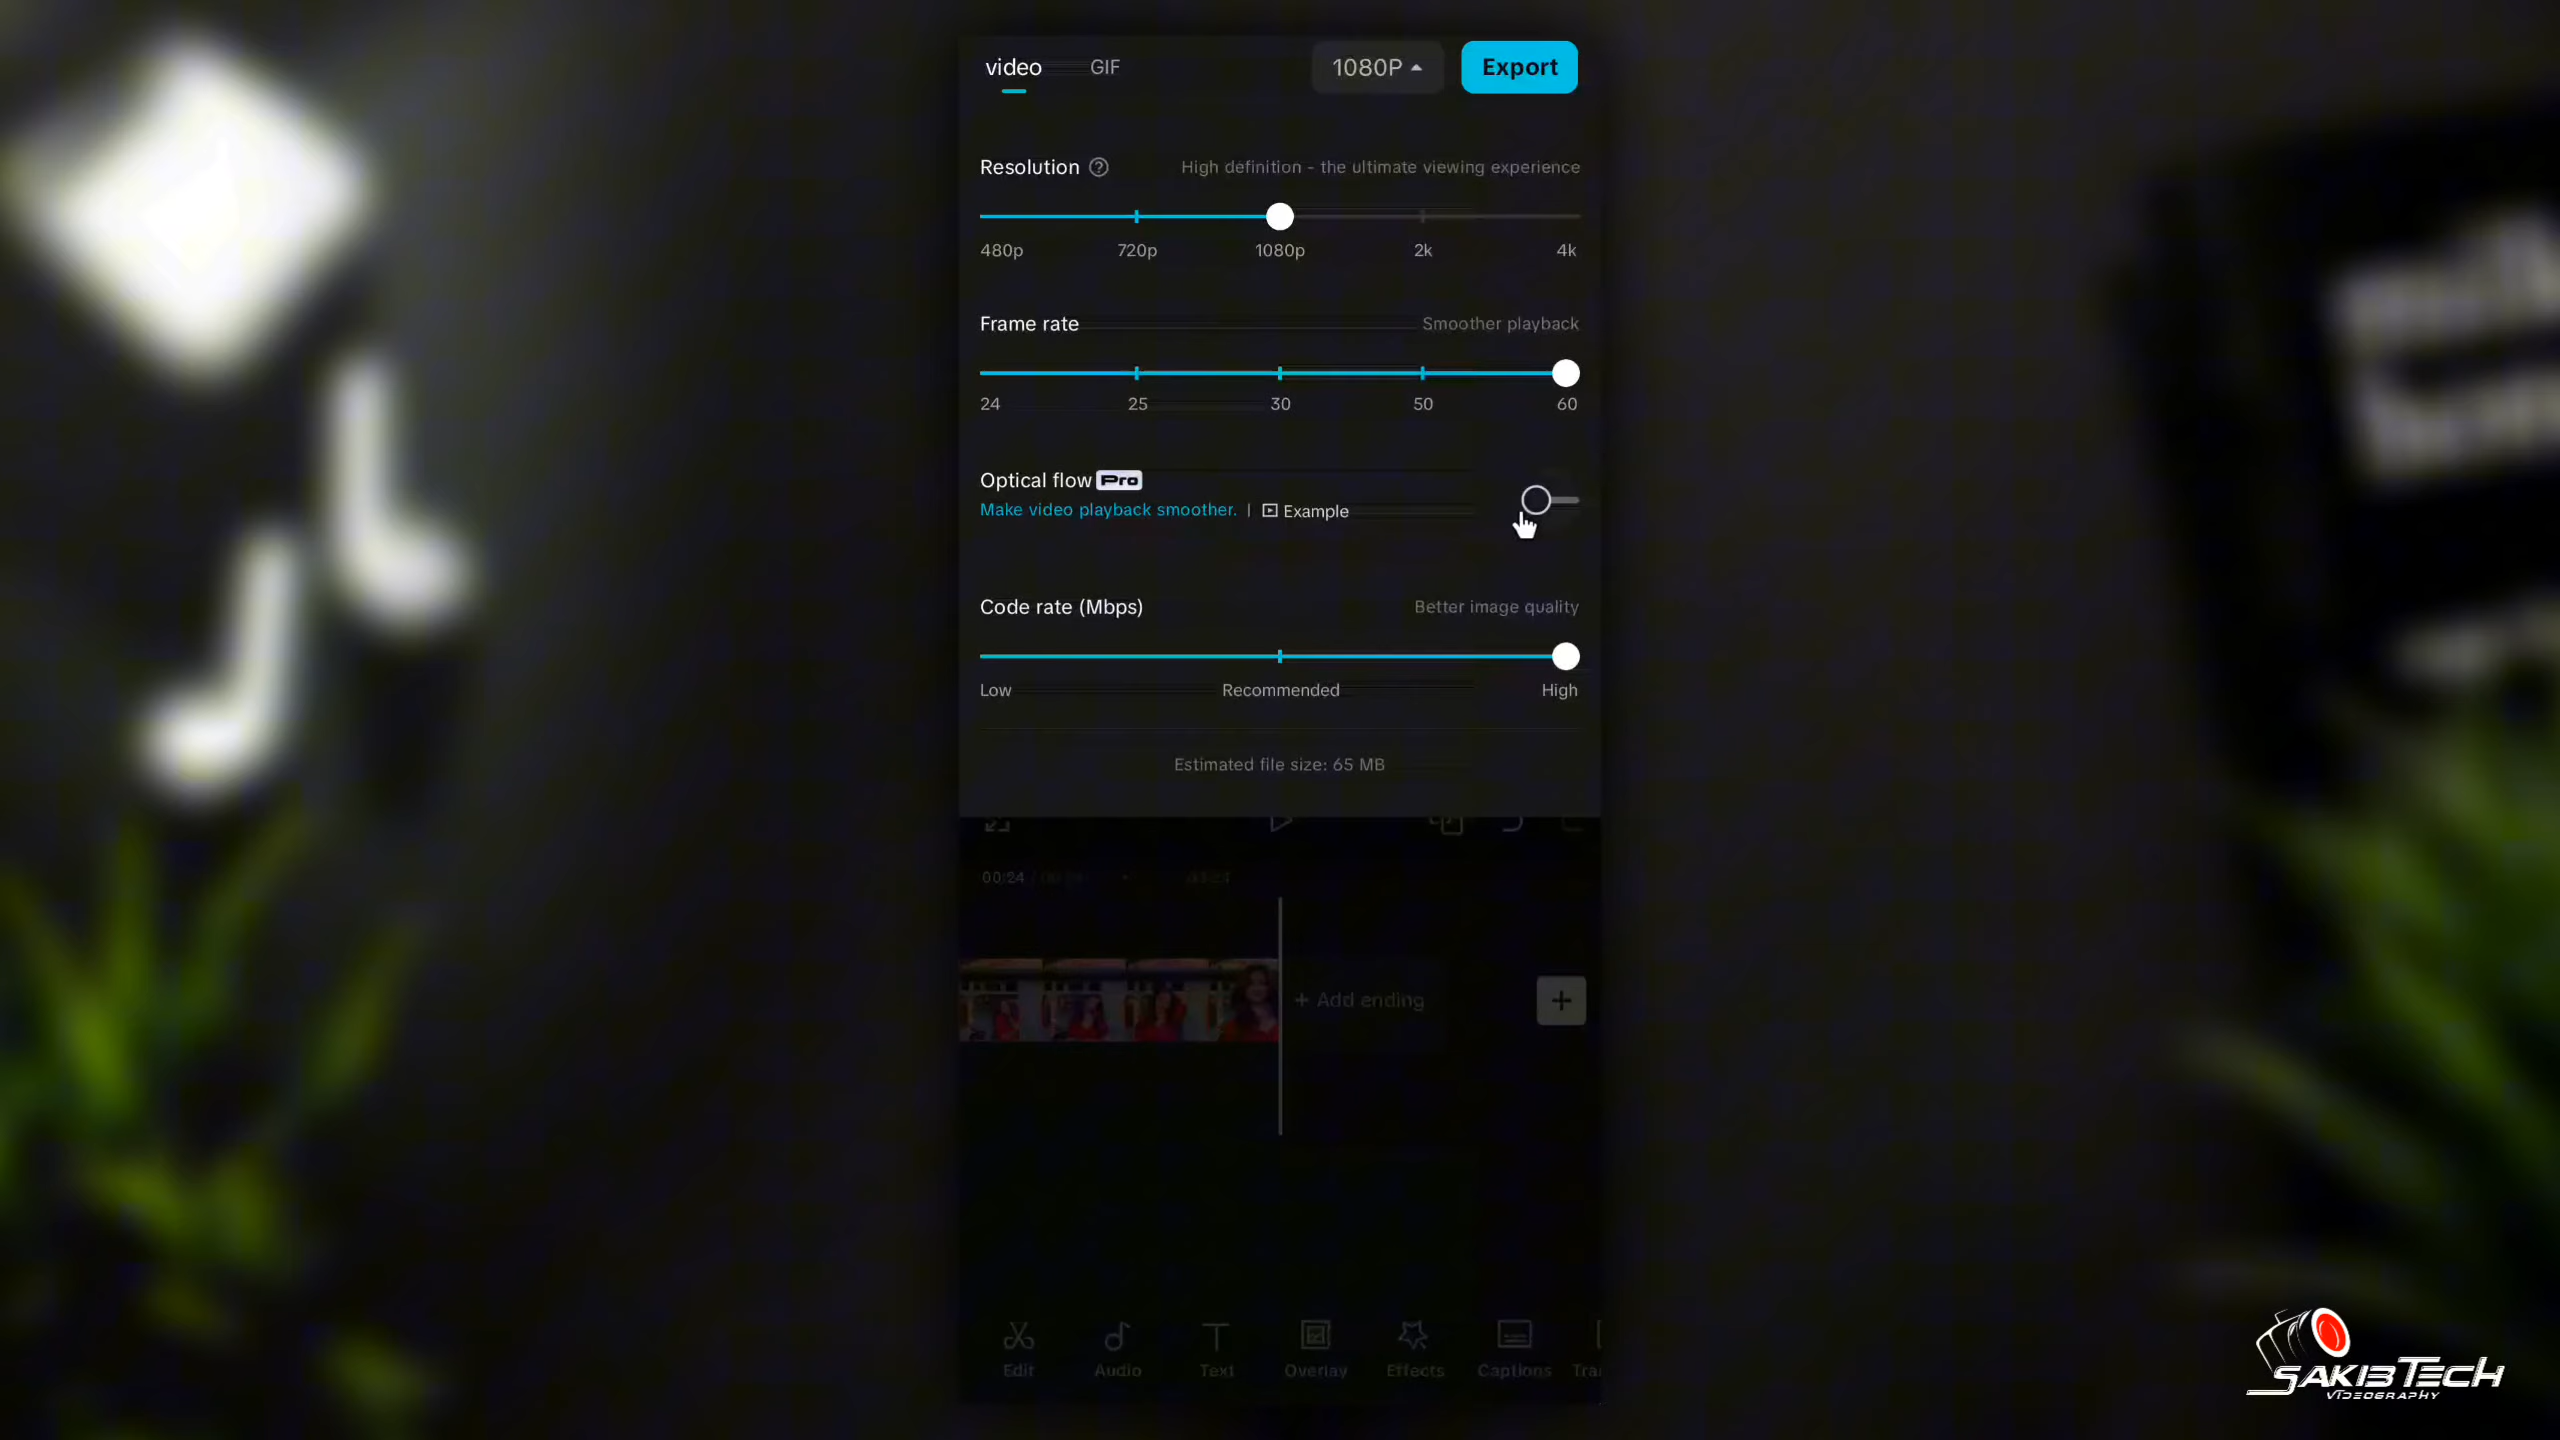 video GIF 1080P Export
Resolution High definition - the ultimate viewing experience
480p 720p 1080p 2k 4k
Frame rate Smoother playback
24 25 30 50 60
Optical flow Pro
Make video playback smoother. | Example
Code rate (Mbps) Better image quality
Low Recommended High
Estimated file size: 65 MB
00:24
+ Add ending
Edit Audio Text Overlay Effects Captions
SAKIBTECH
VIDEOGRAPHY